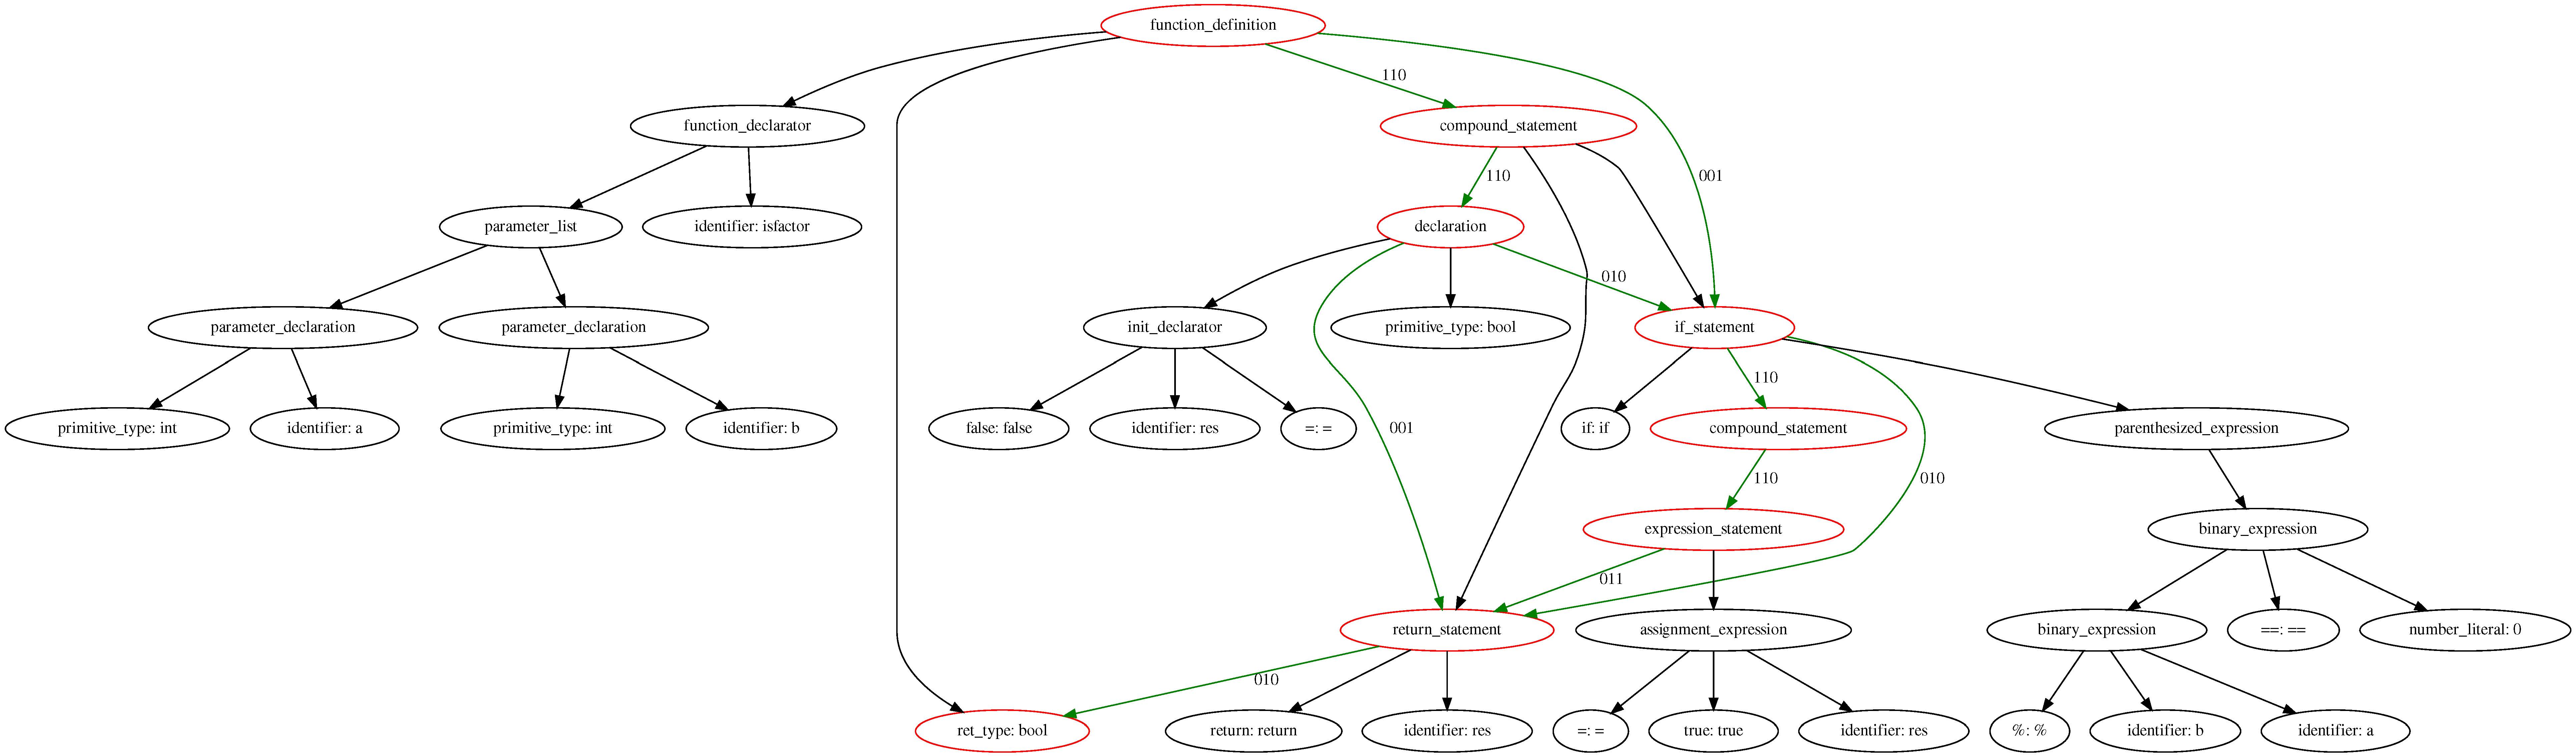 function_definition
110
function_declarator
compound_statement
110
001
parameter_list
identifier: isfactor
declaration
010
parameter_declaration
parameter_declaration
init_declarator
primitive_type: bool
if_statement
110
primitive_type: int
identifier: a
primitive_type: int
identifier: b
false: false
identifier: res
=: =
001
if: if
compound_statement
parenthesized_expression
110
010
expression_statement
binary_expression
011
return_statement
assignment_expression
binary_expression
==: ==
number_literal: 0
010
ret_type: bool
return: return
identifier: res
=: =
true: true
identifier: res
%: %
identifier: b
identifier: a